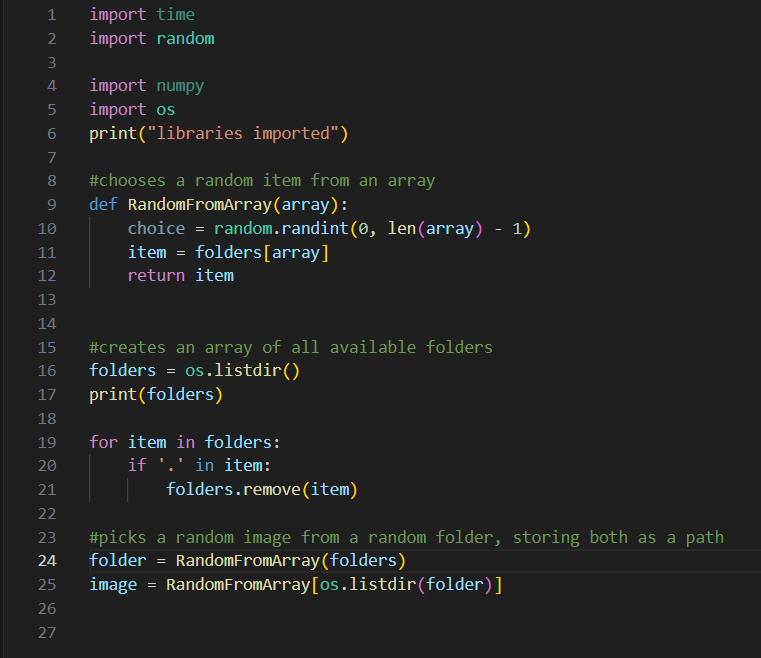 1 import time
2 import random
3
4 import numpy
5 import os
6 print("libraries imported")
7
8 #chooses a random item from an array
9 def RandomFromArray(array):
10     choice = random.randint(0, len(array) - 1)
11     item = folders[array]
12     return item
13
14
15 #creates an array of all available folders
16 folders = os.listdir()
17 print(folders)
18
19 for item in folders:
20     if '.' in item:
21         folders.remove(item)
22
23 #picks a random image from a random folder, storing both as a path
24 folder = RandomFromArray(folders)
25 image = RandomFromArray[os.listdir(folder)]
26
27